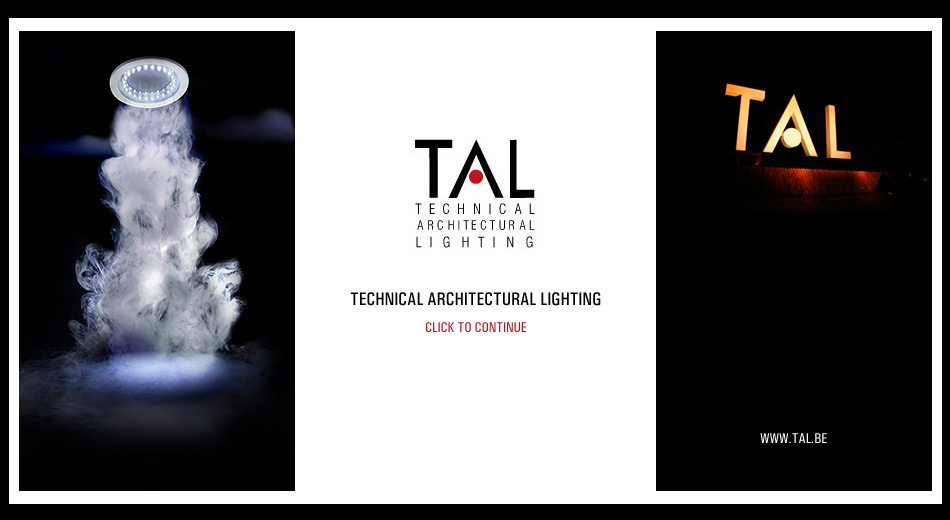 TAL
TECHNICAL
ARCHITECTURAL
LIGHTING
TECHNICAL ARCHITECTURAL LIGHTING
CLICK TO CONTINUE
TAL
WWW.TAL.BE